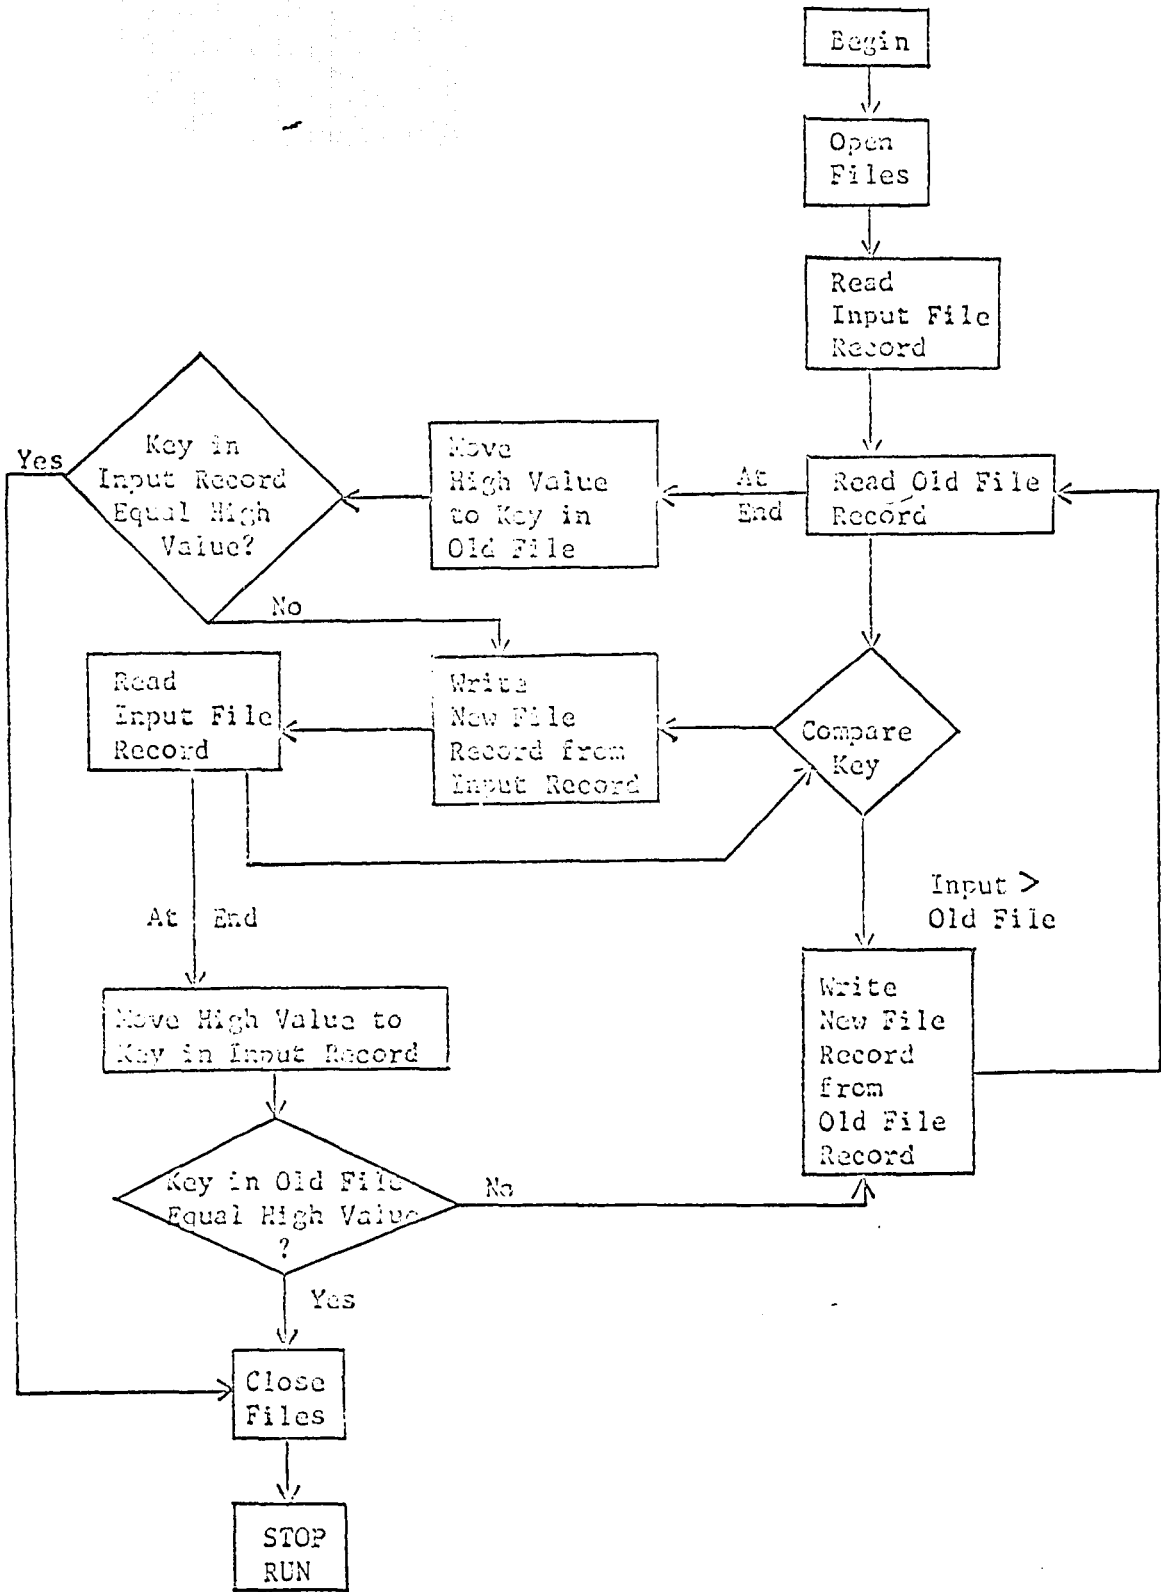 Begin
Open
Files
Read
Input File
Record
Yes
Key in
Input Record
Equal High
Value?
Move
High Value
to Key in
Old File
At
End
Read Old File
Record
No
Read
Input File
Record
Write
New File
Record from
Input Record
Compare
Key
Input >
Old File
At End
Move High Value to
Key in Input Record
Write
New File
Record
from
Old File
Record
Key in Old File
Equal High Value
?
No
Yes
Close
Files
STOP
RUN